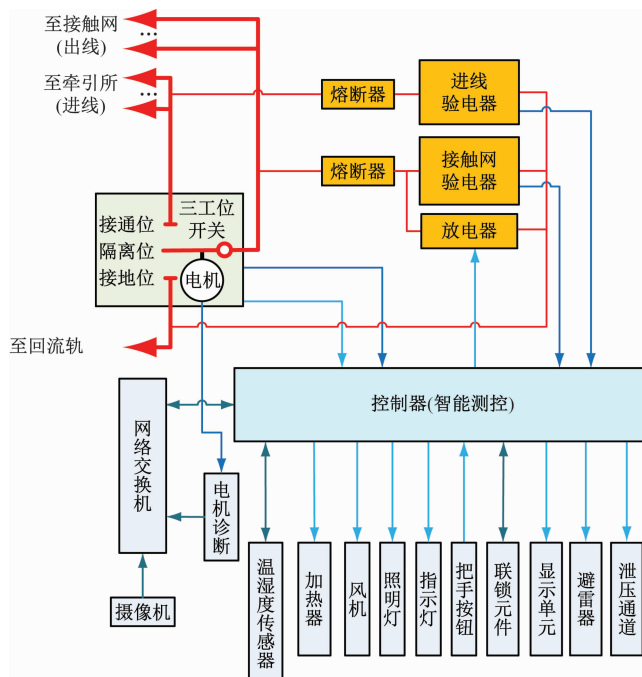 至接触网
(出线)
...
至牵引所
(进线)
...
熔断器
进线
验电器
熔断器
接触网
验电器
放电器
三工位
开关
接通位
隔离位
接地位
电机
至回流轨
控制器(智能测控)
网络交换机
电机诊断
摄像机
温湿度传感器
加热器
风机
照明灯
指示灯
把手按钮
联锁元件
显示单元
避雷器
泄压通道